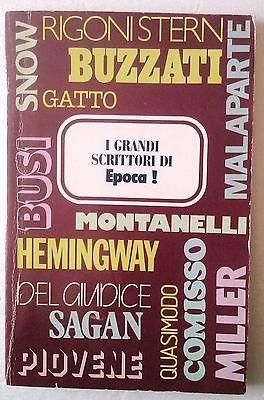 SNOW
RIGONI STERN
BUZZATI
GATTO
MALAPARTE
BUSI
I GRANDI
SCRITTORI DI
Epoca !
MONTANELLI
HEMINGWAY
DEL GIUDICE
SAGAN
PIOVENE
QUASIMODO
COMISSO
MILLER